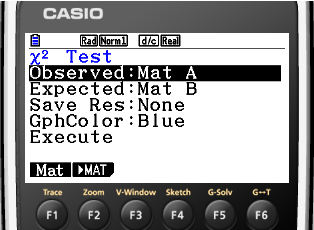 CASIO
Rad Norm1 d/c Real
χ² Test
Observed:Mat A
Expected:Mat B
Save Res:None
GphColor:Blue
Execute
Mat ▶MAT
Trace Zoom V-Window Sketch G-Solv G↔T
F1 F2 F3 F4 F5 F6